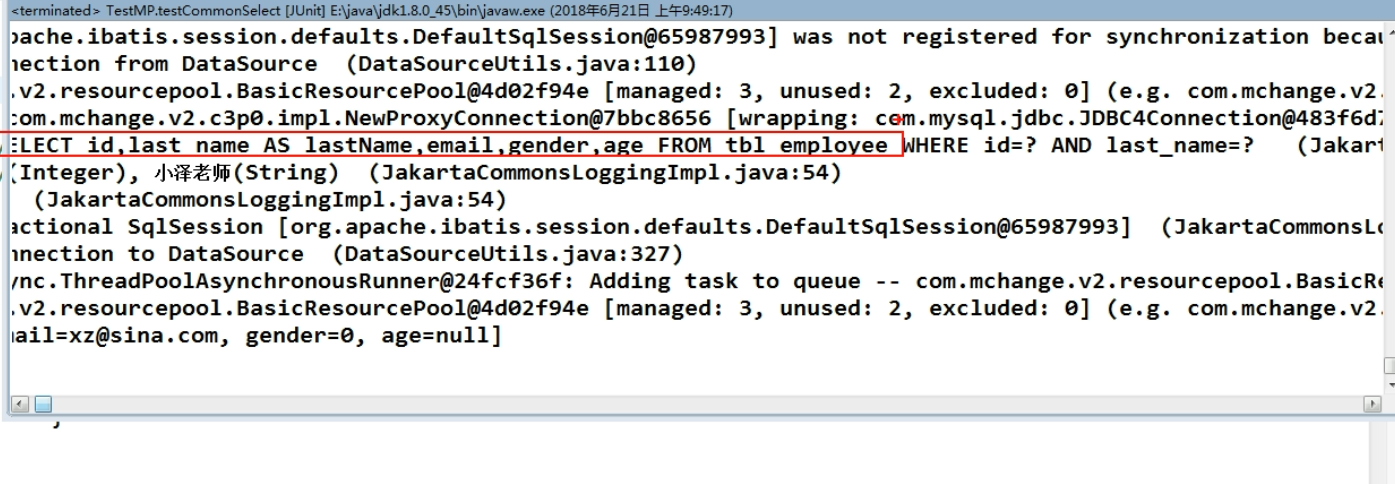 <terminated> TestMP.testCommonSelect [JUnit] E:\java\jdk1.8.0_45\bin\javaw.exe (2018年6月21日 上午9:49:17)
pache.ibatis.session.defaults.DefaultSqlSession@65987993] was not registered for synchronization becau
nnection from DataSource (DataSourceUtils.java:110)
.v2.resourcepool.BasicResourcePool@4d02f94e [managed: 3, unused: 2, excluded: 0] (e.g. com.mchange.v2.
com.mchange.v2.c3p0.impl.NewProxyConnection@7bbc8656 [wrapping: com.mysql.jdbc.JDBC4Connection@483f6d7
ELECT id,last_name AS lastName,email,gender,age FROM tbl_employee WHERE id=? AND last_name=? (Jakart
(Integer), 小泽老师(String) (JakartaCommonsLoggingImpl.java:54)
(JakartaCommonsLoggingImpl.java:54)
actional SqlSession [org.apache.ibatis.session.defaults.DefaultSqlSession@65987993] (JakartaCommonsLo
nnection to DataSource (DataSourceUtils.java:327)
ync.ThreadPoolAsynchronousRunner@24fcf36f: Adding task to queue -- com.mchange.v2.resourcepool.BasicRe
.v2.resourcepool.BasicResourcePool@4d02f94e [managed: 3, unused: 2, excluded: 0] (e.g. com.mchange.v2.
mail=xz@sina.com, gender=0, age=null]